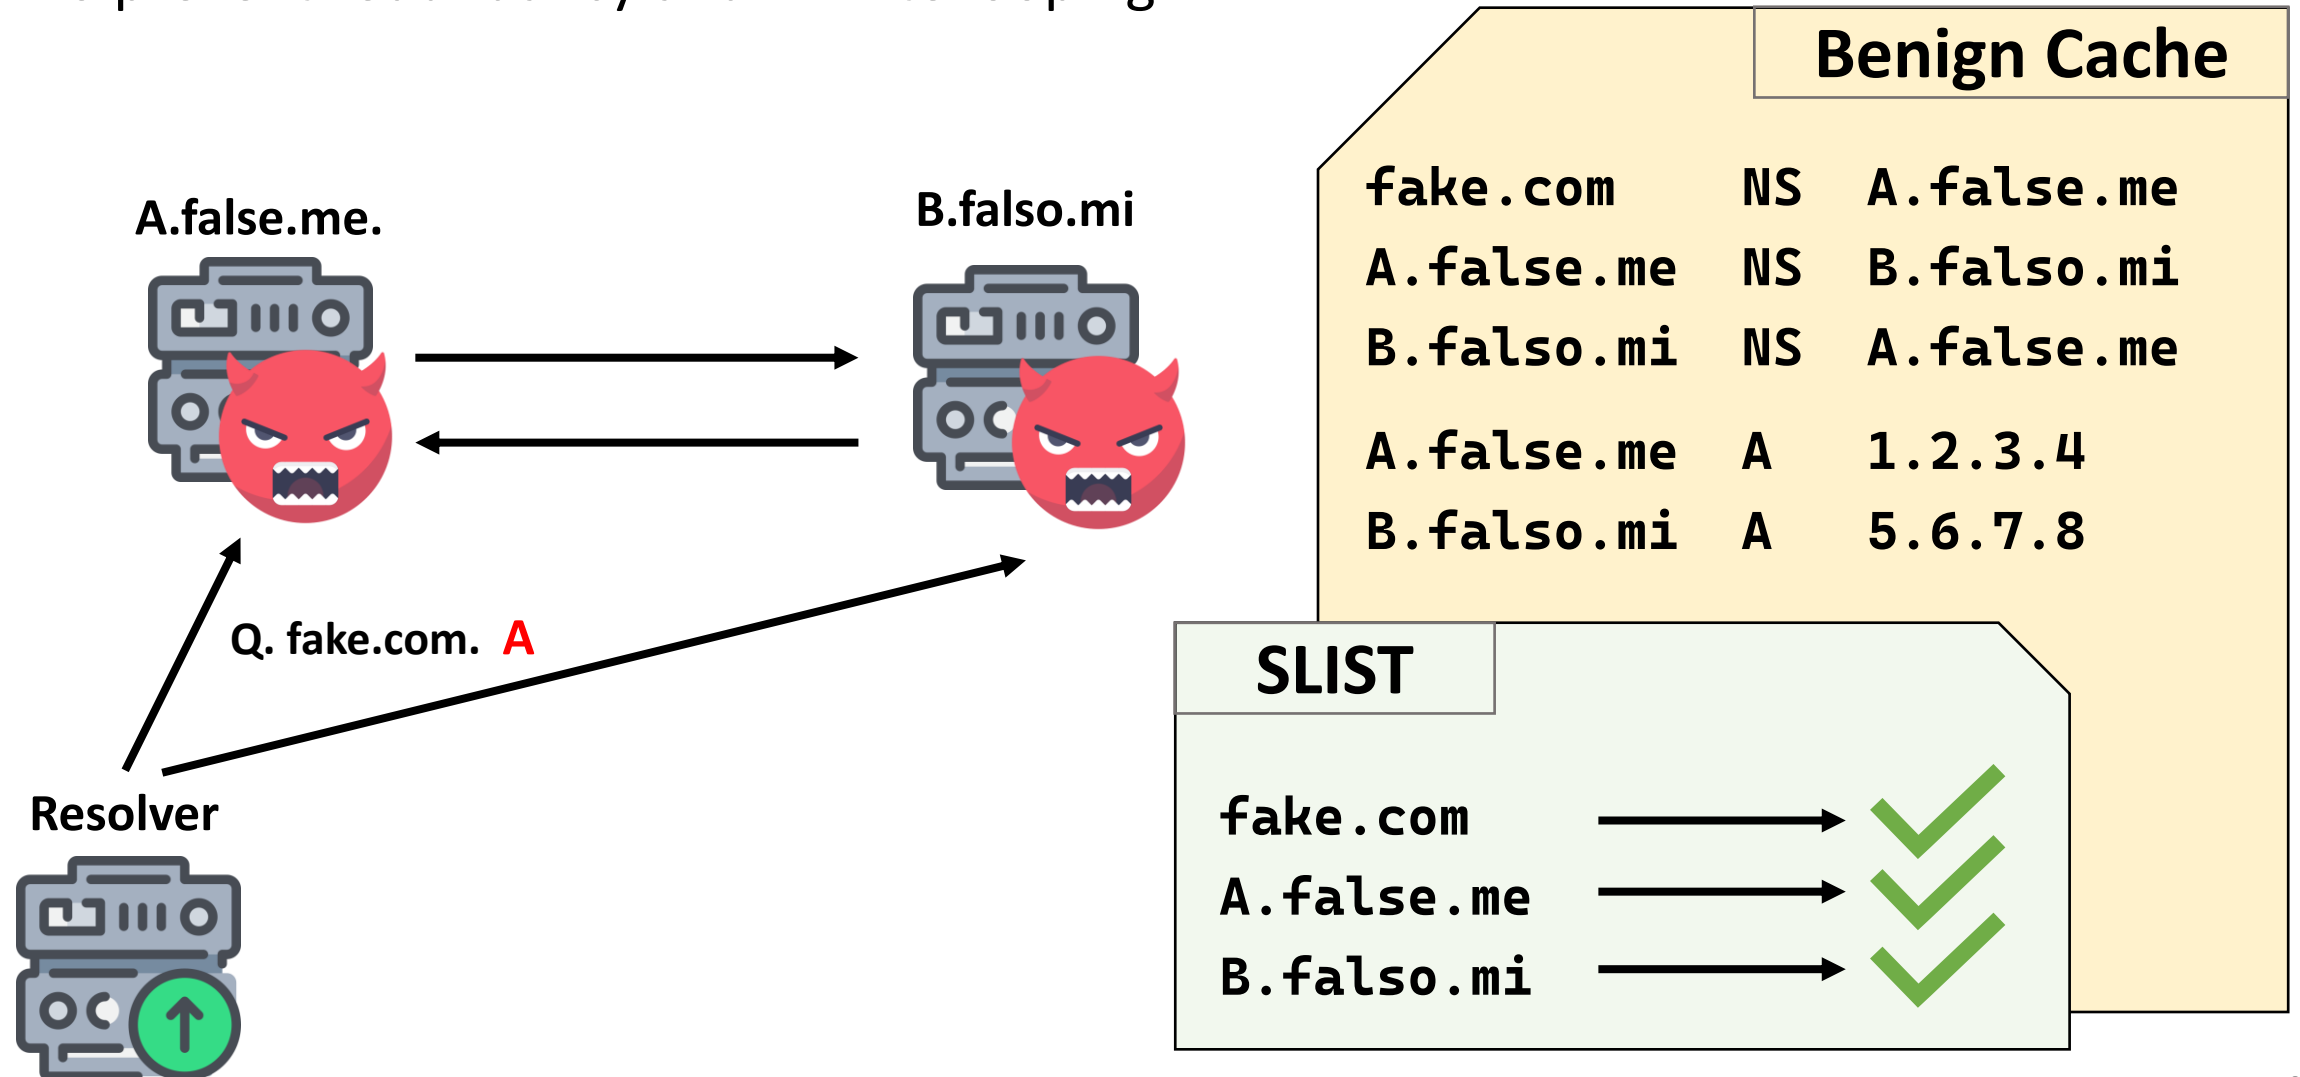 Benign Cache
fake.com NS A.false.me
A.false.me NS B.falso.mi
B.falso.mi NS A.false.me
A.false.me A 1.2.3.4
B.falso.mi A 5.6.7.8
A.false.me.
B.falso.mi
Q. fake.com. A
Resolver
SLIST
fake.com
A.false.me
B.falso.mi